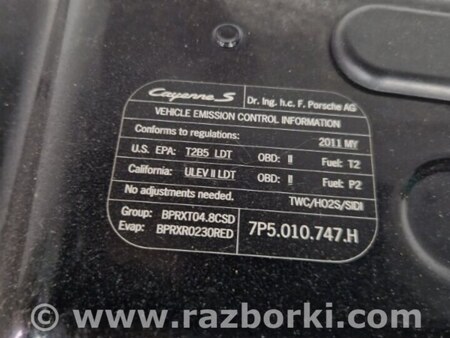 Cayenne S Dr. Ing. h.c. F. Porsche AG
VEHICLE EMISSION CONTROL INFORMATION
Conforms to regulations: 2011 MY
U.S. EPA: T2B5 LDT OBD: II Fuel: T2
California: ULEV II LDT OBD: II Fuel: P2
No adjustments needed. TWC/HO2S/SIDI
Group: BPRXT04.8CSD
Evap: BPRXR0230RED 7P5.010.747.H
www.razborki.com